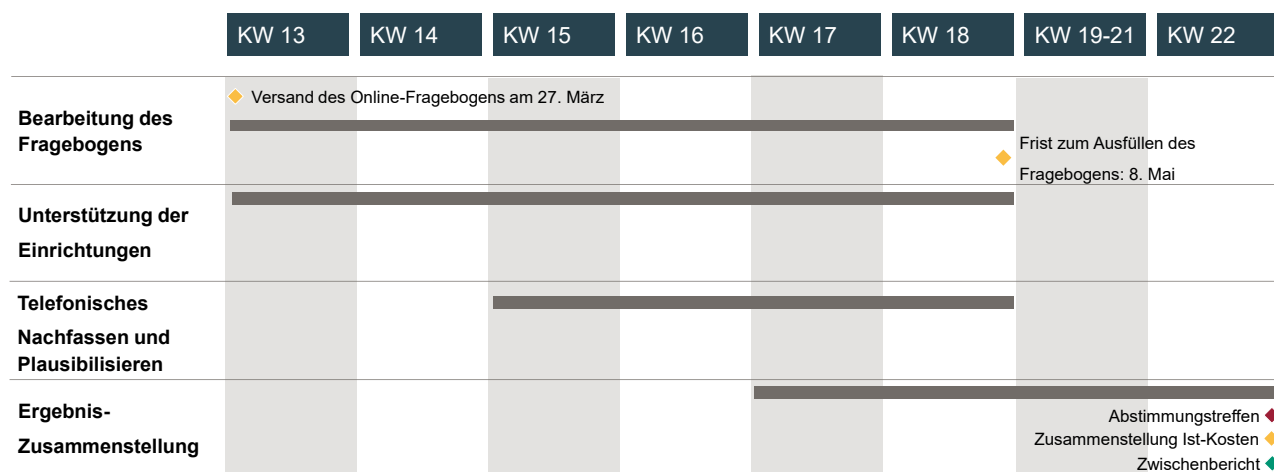 KW 13 KW 14 KW 15 KW 16 KW 17 KW 18 KW 19-21 KW 22
Bearbeitung des
Fragebogens
Versand des Online-Fragebogens am 27. März
Frist zum Ausfüllen des
Fragebogens: 8. Mai
Unterstützung der
Einrichtungen
Telefonisches
Nachfassen und
Plausibilisieren
Ergebnis-
Zusammenstellung
Abstimmungstreffen
Zusammenstellung Ist-Kosten
Zwischenbericht